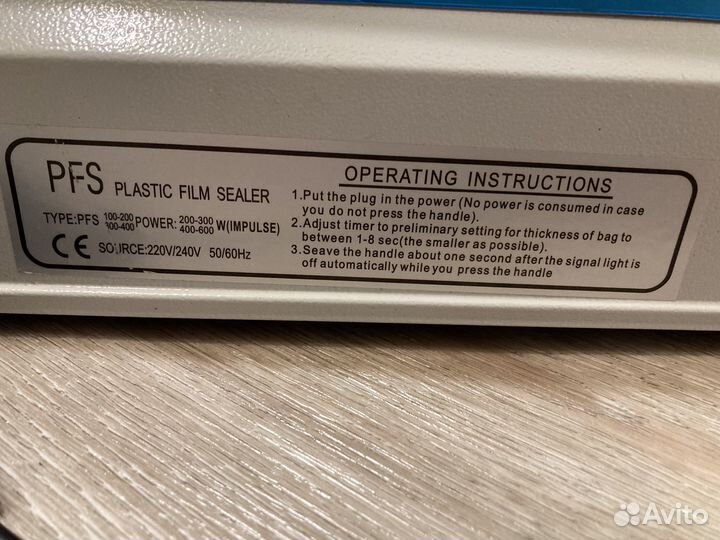 PFS PLASTIC FILM SEALER
TYPE:PFS 100-200 POWER: 200-300 W(IMPULSE)
300-400 400-600
CE SOURCE:220V/240V 50/60Hz
OPERATING INSTRUCTIONS
1.Put the plug in the power (No power is consumed in case
you do not press the handle).
2.Adjust timer to preliminary setting for thickness of bag to
between 1-8 sec(the smaller as possible).
3.Seave the handle about one second after the signal light is
off automatically while you press the handle
Avito